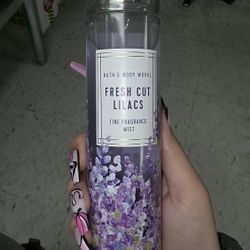 BATH & BODY WORKS
FRESH CUT
LILACS
FINE FRAGRANCE
MIST